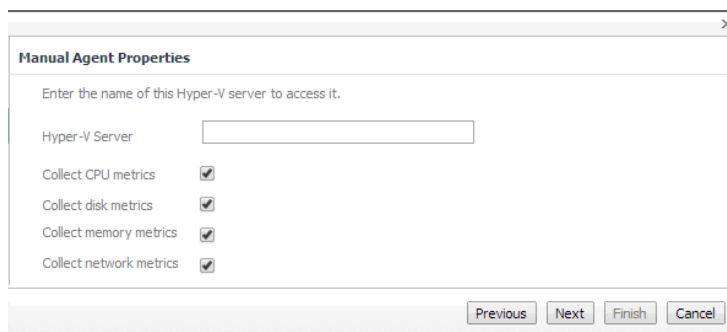 Manual Agent Properties
Enter the name of this Hyper-V server to access it.
Hyper-V Server
Collect CPU metrics
Collect disk metrics
Collect memory metrics
Collect network metrics
Previous Next Finish Cancel